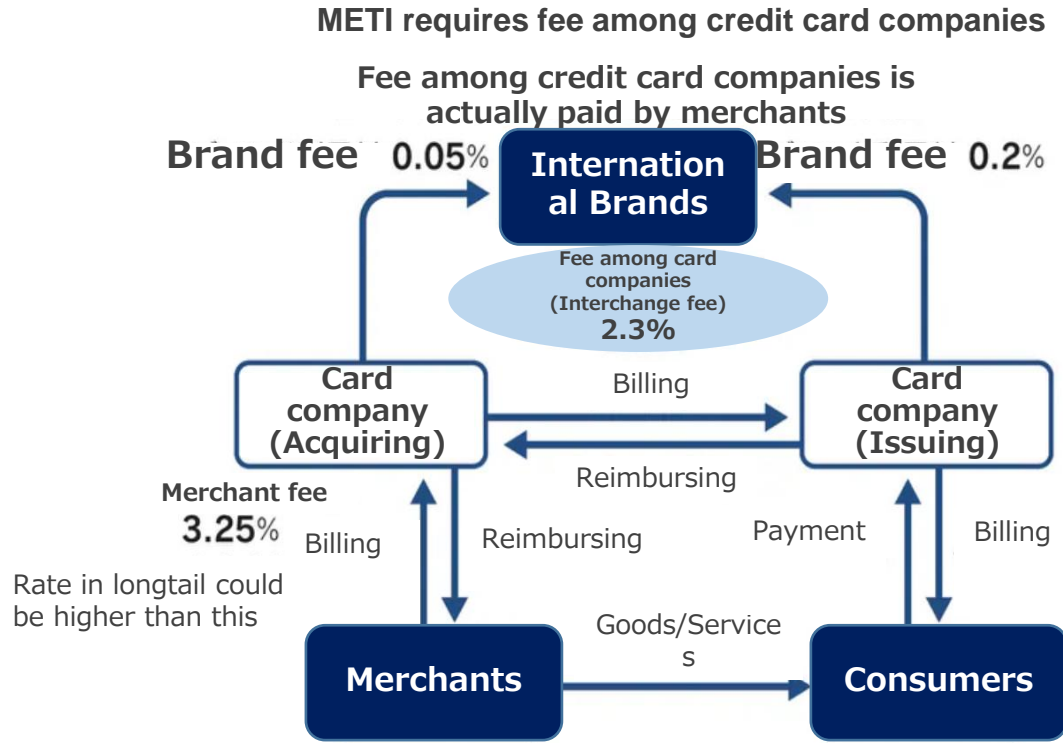 METI requires fee among credit card companies
Fee among credit card companies is
actually paid by merchants
Brand fee 0.05%
Internation
al Brands
Brand fee 0.2%
Fee among card
companies
(Interchange fee)
2.3%
Card
company
(Acquiring)
Billing
Card
company
(Issuing)
Reimbursing
Merchant fee
3.25%
Billing
Reimbursing
Payment
Billing
Rate in longtail could
be higher than this
Goods/Service
s
Merchants
Consumers